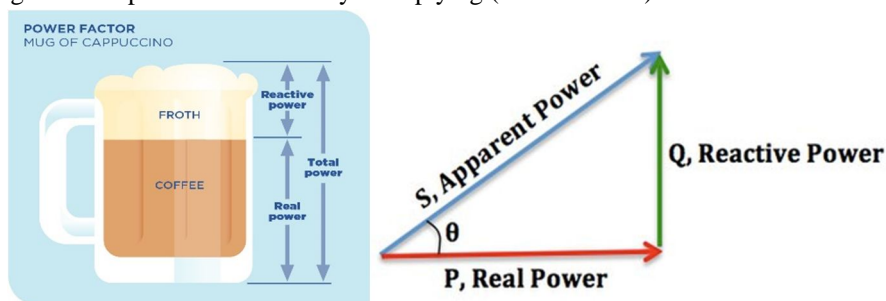 POWER FACTOR
MUG OF CAPPUCCINO
FROTH
COFFEE
Reactive
power
Total
power
Real
power
S, Apparent Power
Q, Reactive Power
θ
P, Real Power